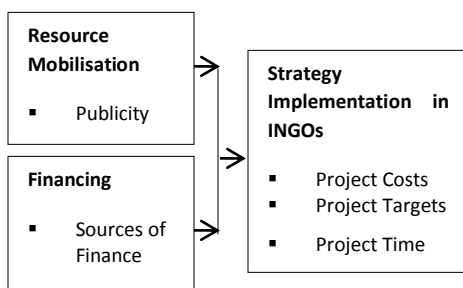 Resource
Mobilisation
▪ Publicity
Financing
▪ Sources of
Finance
Strategy
Implementation in
INGOs
▪ Project Costs
▪ Project Targets
▪ Project Time